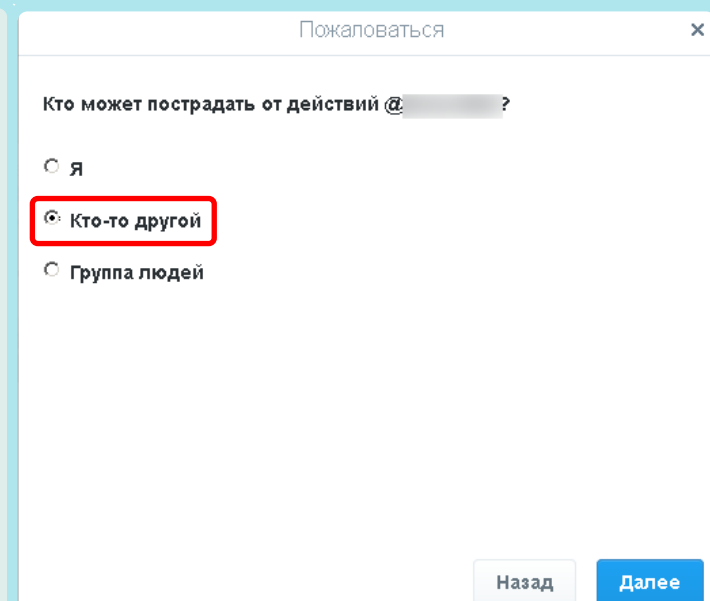 Пожаловаться ×
Кто может пострадать от действий @?
Я
Кто-то другой
Группа людей
Назад Далее